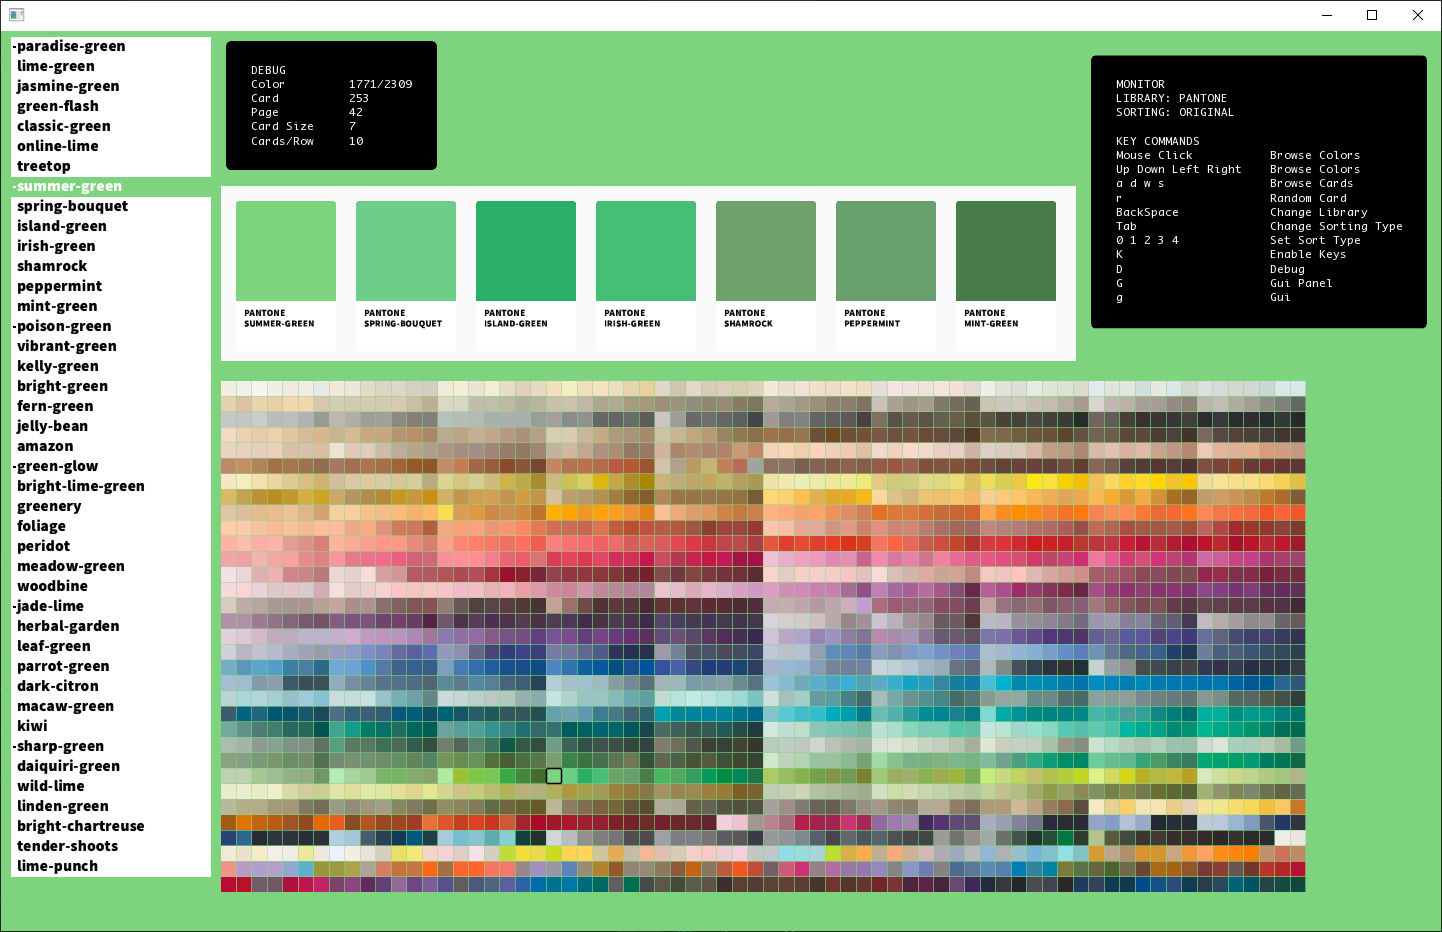 -paradise-green
lime-green
jasmine-green
green-flash
classic-green
online-lime
treetop
-summer-green
spring-bouquet
island-green
irish-green
shamrock
peppermint
mint-green
-poison-green
vibrant-green
kelly-green
bright-green
fern-green
jelly-bean
amazon
-green-glow
bright-lime-green
greenery
foliage
peridot
meadow-green
woodbine
-jade-lime
herbal-garden
leaf-green
parrot-green
dark-citron
macaw-green
kiwi
-sharp-green
daiquiri-green
wild-lime
linden-green
bright-chartreuse
tender-shoots
lime-punch
DEBUG
Color 1771/2309
Card 253
Page 42
Card Size 7
Cards/Row 10
PANTONE
SUMMER-GREEN
PANTONE
SPRING-BOUQUET
PANTONE
ISLAND-GREEN
PANTONE
IRISH-GREEN
PANTONE
SHAMROCK
PANTONE
PEPPERMINT
PANTONE
MINT-GREEN
MONITOR
LIBRARY: PANTONE
SORTING: ORIGINAL
KEY COMMANDS
Mouse Click Browse Colors
Up Down Left Right Browse Colors
a d w s Browse Cards
r Random Card
BackSpace Change Library
Tab Change Sorting Type
0 1 2 3 4 Set Sort Type
K Enable Keys
D Debug
G Gui Panel
g Gui